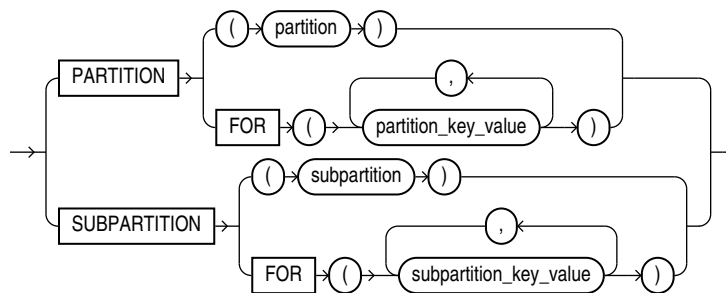 ( partition )
PARTITION
,
FOR ( partition_key_value )
( subpartition )
SUBPARTITION
,
FOR ( subpartition_key_value )